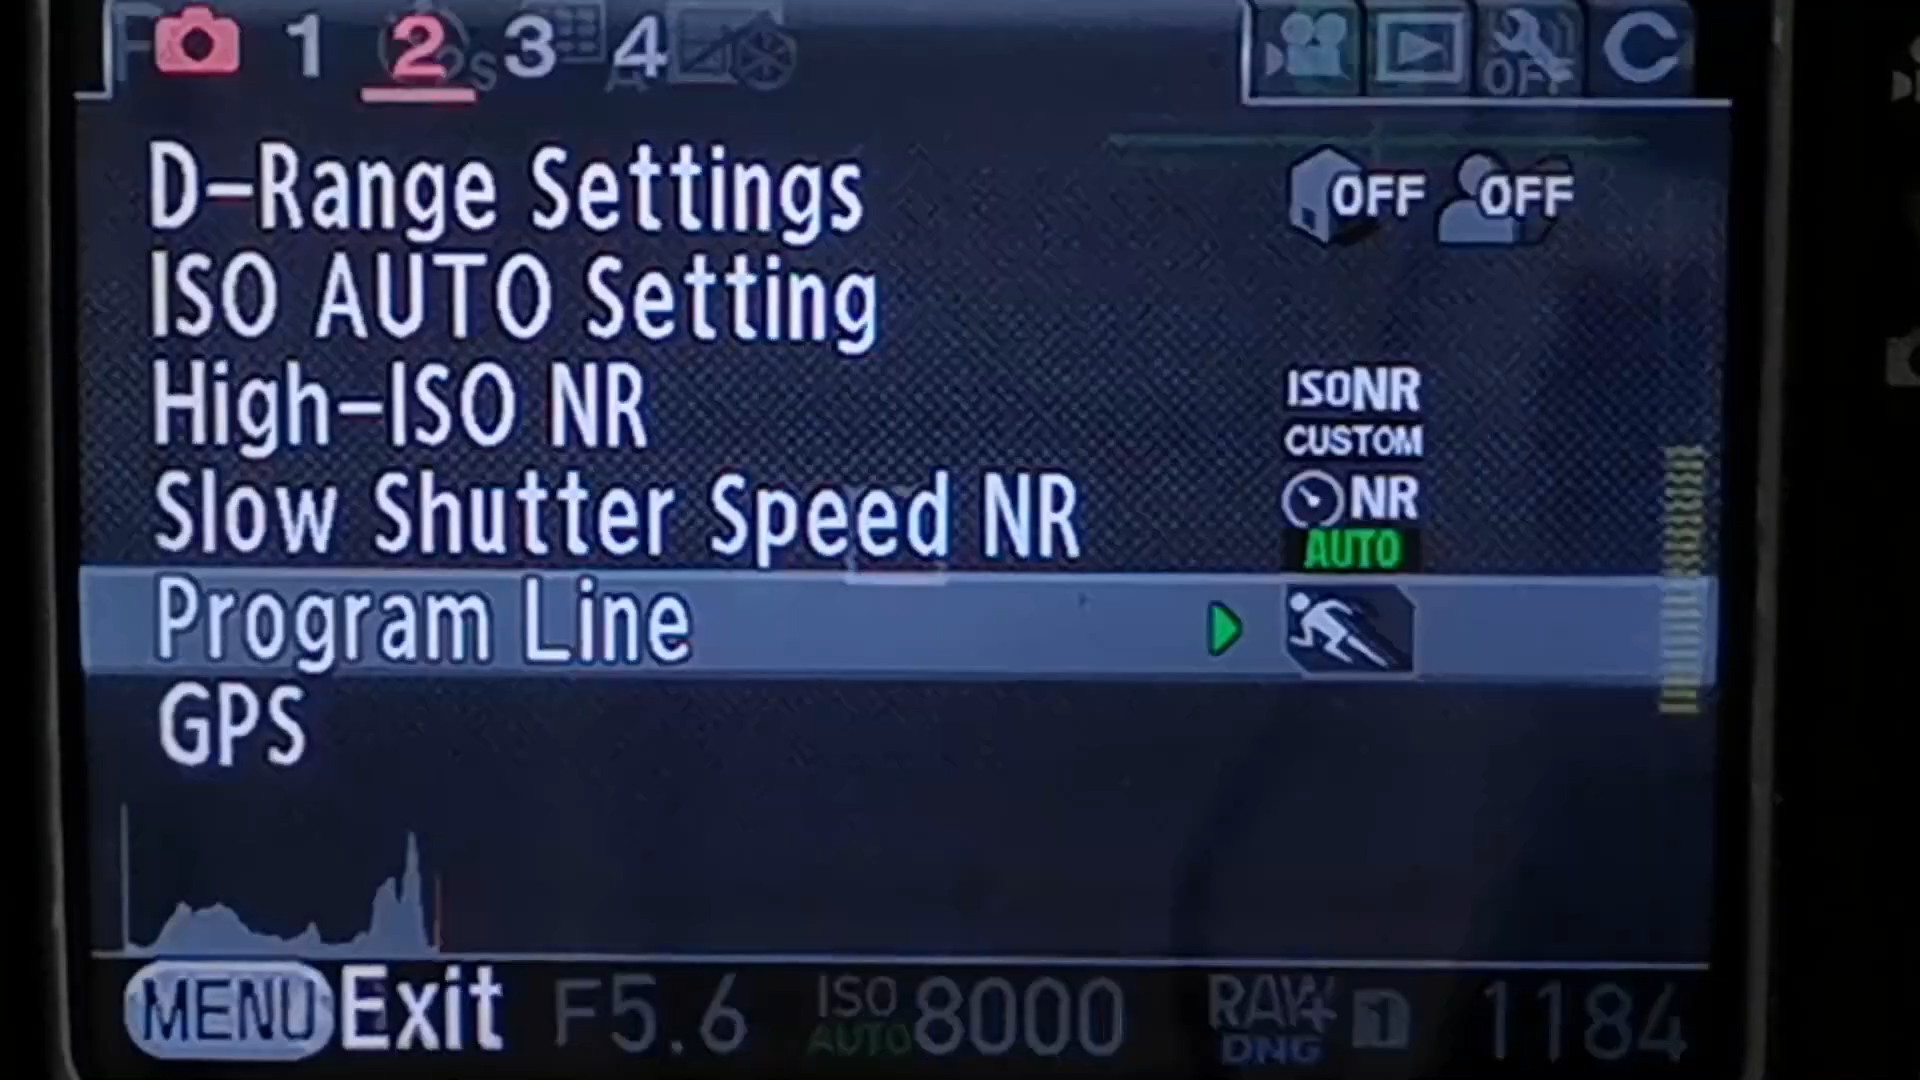 1 2 3 4
OFF
C
D-Range Settings OFF OFF
ISO AUTO Setting
High-ISO NR ISONR CUSTOM
Slow Shutter Speed NR NR AUTO
Program Line
GPS
MENU Exit F5.6 ISO AUTO 8000 RAW+ DNG 1 1184